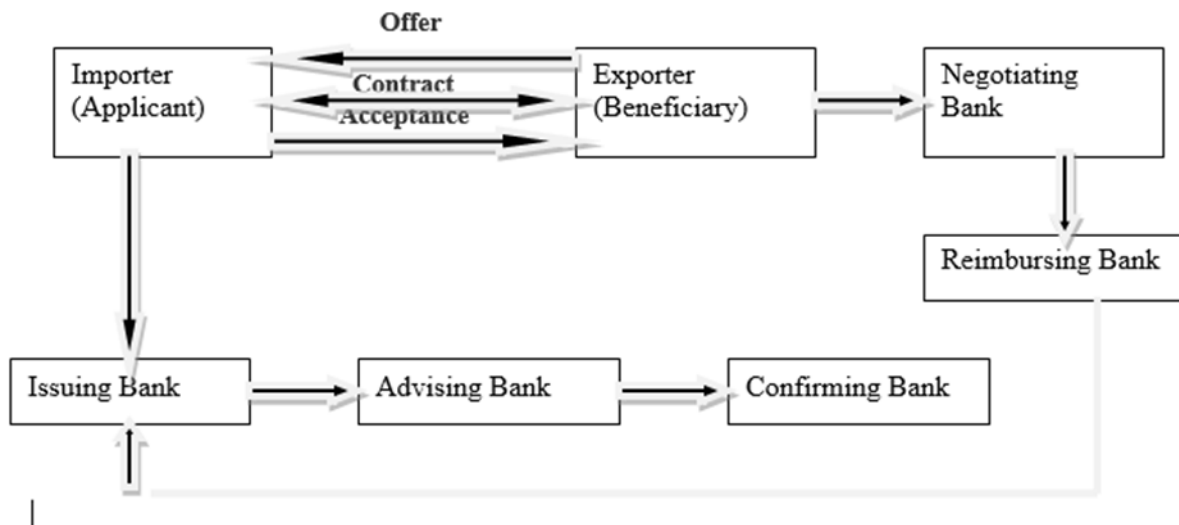 Offer
Importer
(Applicant)
Contract
Acceptance
Exporter
(Beneficiary)
Negotiating
Bank
Reimbursing Bank
Issuing Bank
Advising Bank
Confirming Bank